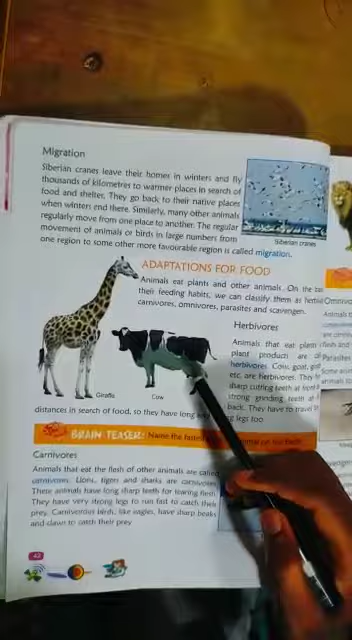 Migration
Siberian cranes leave their homes in winters and fly
thousands of kilometres to warmer places in search of
food and shelter. They go back to their native places
when winters end there. Similarly, many other animals
regularly move from one place to another. The regular
movement of animals or birds in large numbers from
one region to some other more favourable region is called migration.
Siberian cranes
ADAPTATIONS FOR FOOD
Animals eat plants and other animals. On the
their feeding habits, we can classify them as
carnivores, omnivores, parasites and scavengers.
Herbivores
Animals that eat plants
plant products are
herbivores. Cow, goat,
etc. are herbivores. They
sharp cutting teeth at front
strong grinding teeth at
back. They have to travel
Giraffe
Cow
distances in search of food, so they have long legs too.
BRAIN TEASER: Name the animal on the Earth.
Carnivores
Animals that eat the flesh of other animals are called
carnivores. Lions, tigers and sharks are carnivores.
These animals have long sharp teeth for tearing flesh.
They have very strong legs to run fast to catch their
prey. Carnivorous birds, like eagles, have sharp beaks
and claws to catch their prey.
42
Parasites